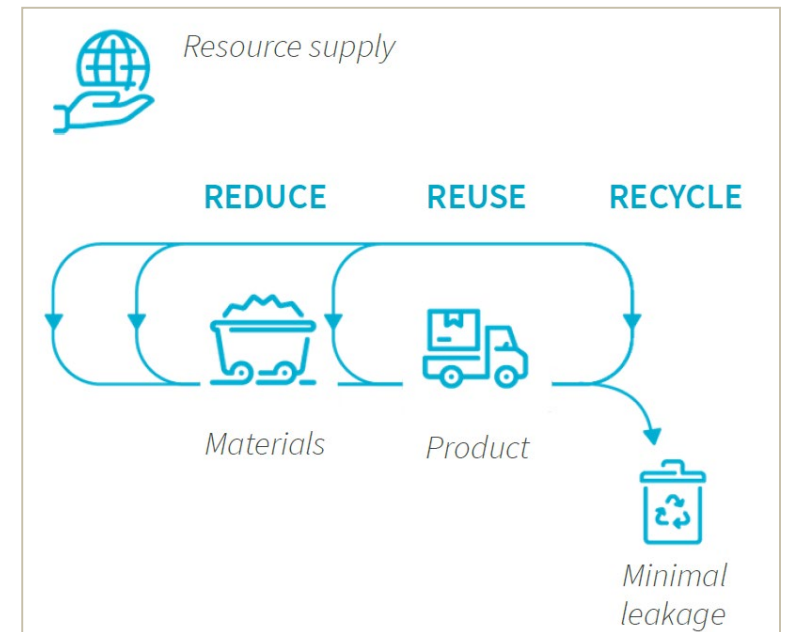 Resource supply
REDUCE REUSE RECYCLE
Materials Product
Minimal
leakage